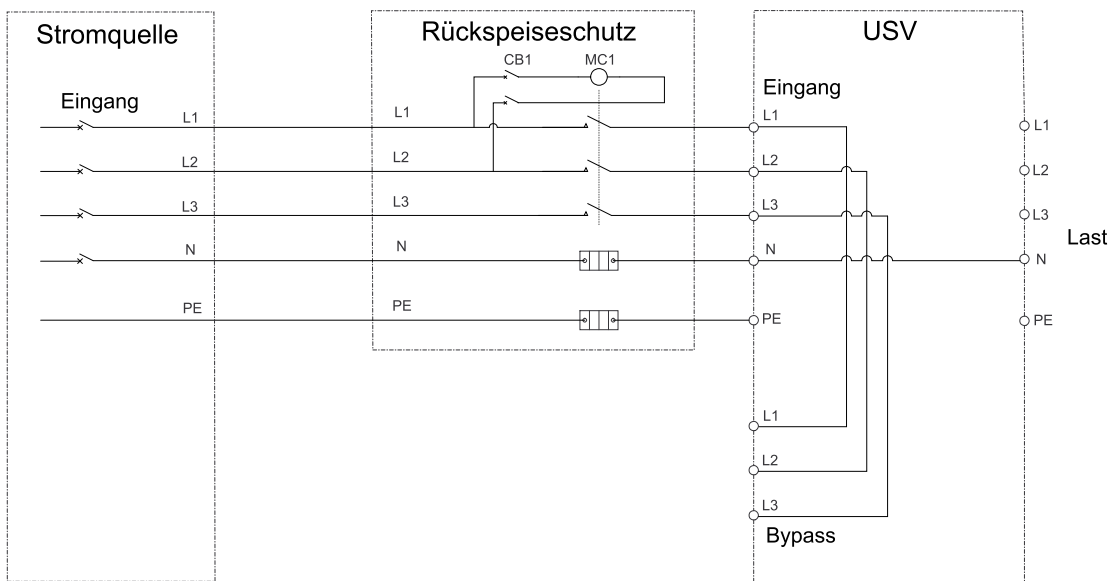 Stromquelle
Rückspeiseschutz
USV
CB1
MC1
Eingang
Eingang
L1
L1
L1
L1
L2
L2
L2
L2
L3
L3
L3
L3
Last
N
N
N
N
PE
PE
PE
PE
L1
L2
L3
Bypass